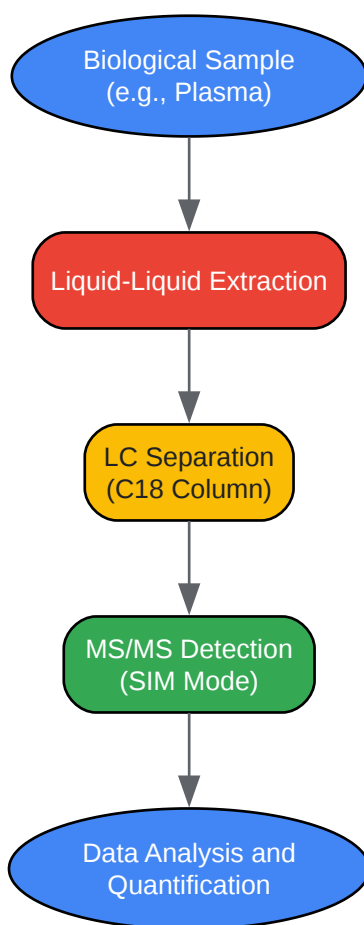 Biological Sample
(e.g., Plasma)
Liquid-Liquid Extraction
LC Separation
(C18 Column)
MS/MS Detection
(SIM Mode)
Data Analysis and
Quantification